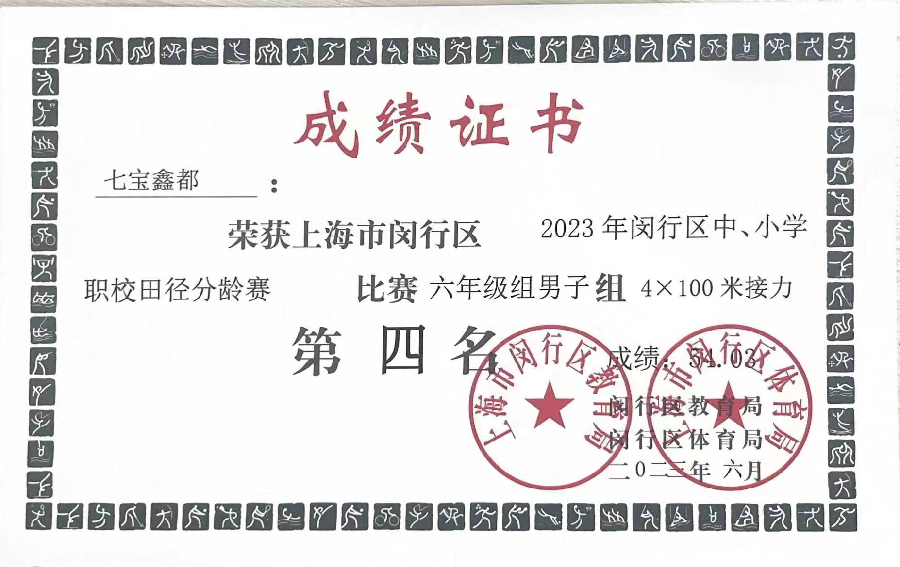 成绩证书
七宝鑫都：
荣获上海市闵行区 2023年闵行区中、小学
职校田径分龄赛 比赛 六年级组男子组 4×100米接力
第四名
成绩：54.03
上海市闵行区教育局
上海市闵行区体育局
闵行区教育局
闵行区体育局
二0二三年 六月